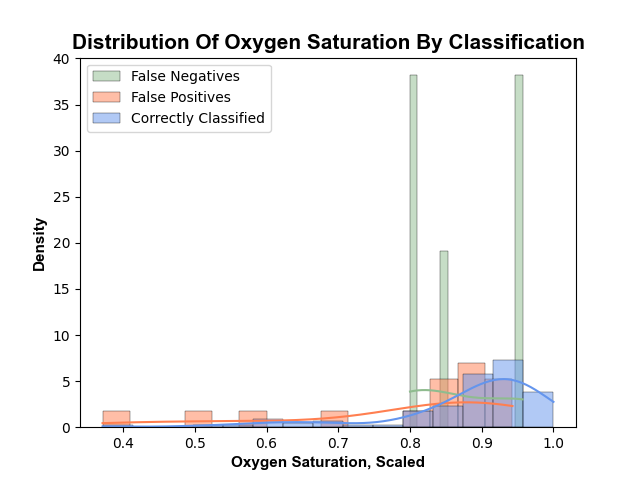 Distribution Of Oxygen Saturation By Classification
False Negatives
False Positives
Correctly Classified
40
35
30
25
20
15
10
5
0
Density
0.4 0.5 0.6 0.7 0.8 0.9 1.0
Oxygen Saturation, Scaled